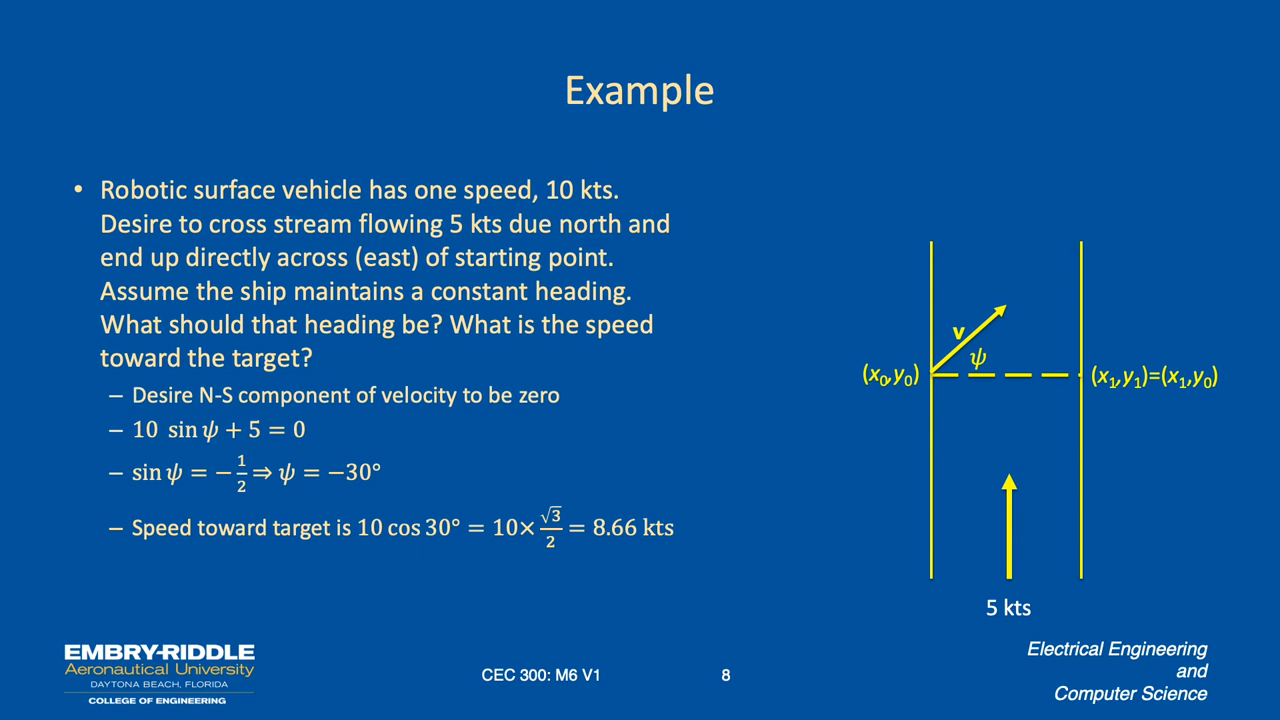 Example
• Robotic surface vehicle has one speed, 10 kts.
Desire to cross stream flowing 5 kts due north and
end up directly across (east) of starting point.
Assume the ship maintains a constant heading.
What should that heading be? What is the speed
toward the target?
– Desire N-S component of velocity to be zero
– 10 sin ψ + 5 = 0
– sin ψ = −1/2 ⇒ ψ = −30°
– Speed toward target is 10 cos 30° = 10× √3/2 = 8.66 kts
v
ψ
(x₀,y₀)
(x₁,y₁)=(x₁,y₀)
5 kts
EMBRY-RIDDLE
Aeronautical University
DAYTONA BEACH, FLORIDA
COLLEGE OF ENGINEERING
CEC 300: M6 V1
8
Electrical Engineering
and
Computer Science